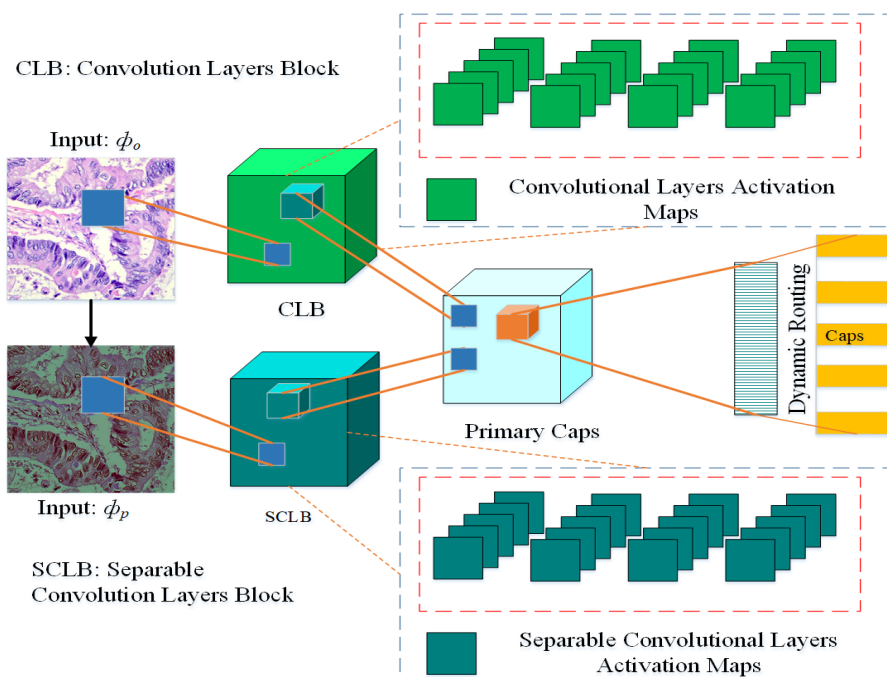 CLB: Convolution Layers Block
Input: ϕₒ
Convolutional Layers Activation
Maps
CLB
Dynamic Routing
Caps
Primary Caps
Input: ϕₚ
SCLB
SCLB: Separable
Convolution Layers Block
Separable Convolutional Layers
Activation Maps